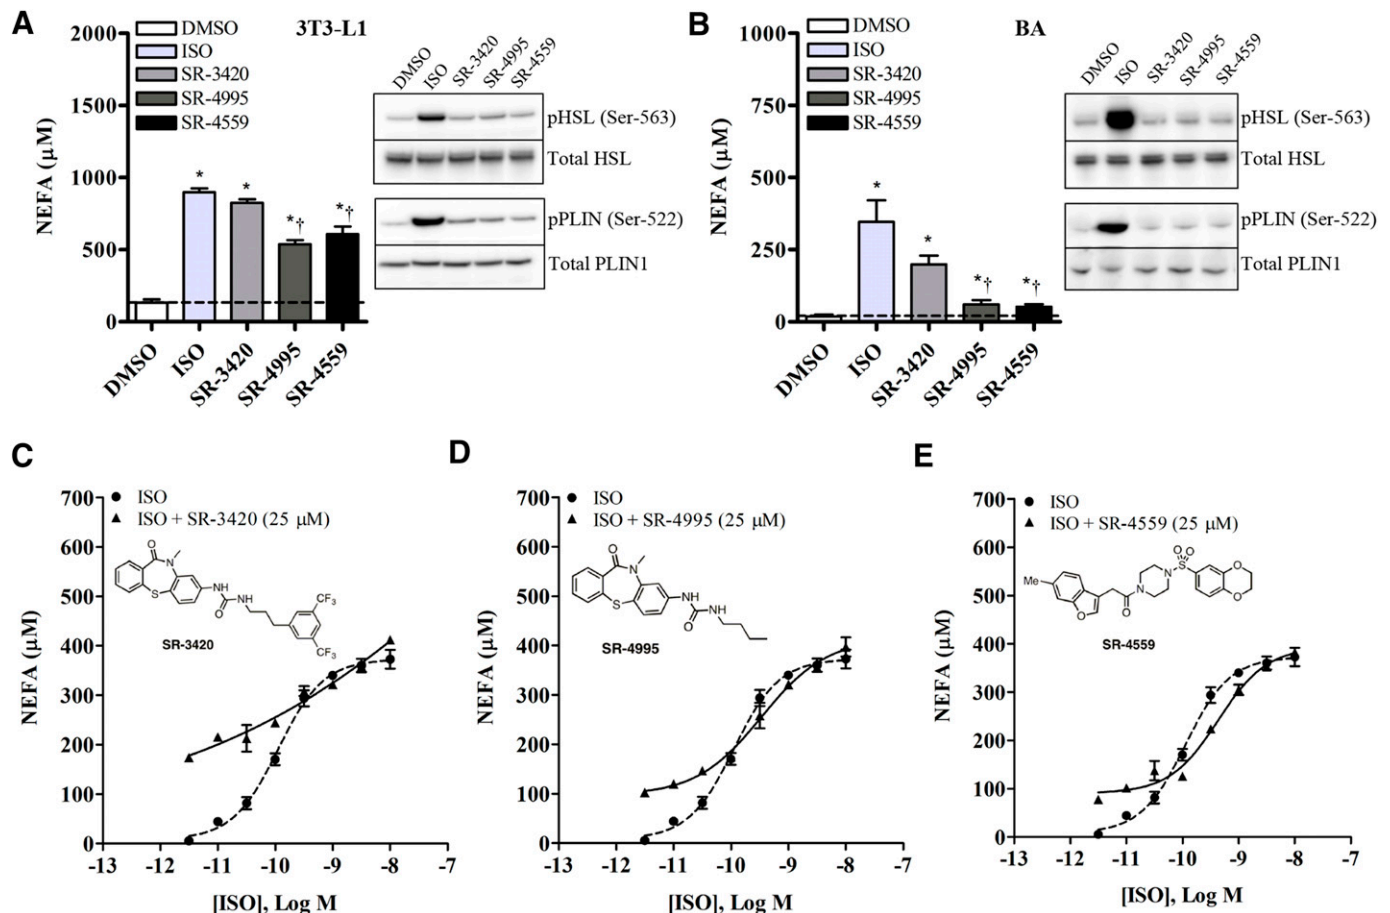 A
3T3-L1
2000
1500
1000
500
0
NEFA (µM)
DMSO
ISO
SR-3420
SR-4995
SR-4559
*
*
*†
*†
DMSO
ISO
SR-3420
SR-4995
SR-4559
DMSO
ISO
SR-3420
SR-4995
SR-4559
pHSL (Ser-563)
Total HSL
pPLIN (Ser-522)
Total PLIN1
B
BA
1000
750
500
250
0
NEFA (µM)
DMSO
ISO
SR-3420
SR-4995
SR-4559
*
*
*†
*†
DMSO
ISO
SR-3420
SR-4995
SR-4559
DMSO
ISO
SR-3420
SR-4995
SR-4559
pHSL (Ser-563)
Total HSL
pPLIN (Ser-522)
Total PLIN1
C
700
600
500
400
300
200
100
0
NEFA (µM)
ISO
ISO + SR-3420 (25 µM)
O
N
S
NH
O
NH
CF3
CF3
SR-3420
-13 -12 -11 -10 -9 -8 -7
[ISO], Log M
D
700
600
500
400
300
200
100
0
NEFA (µM)
ISO
ISO + SR-4995 (25 µM)
O
N
S
NH
O
NH
SR-4995
-13 -12 -11 -10 -9 -8 -7
[ISO], Log M
E
700
600
500
400
300
200
100
0
NEFA (µM)
ISO
ISO + SR-4559 (25 µM)
Me
O
O
N
N
S
O O
O
O
SR-4559
-13 -12 -11 -10 -9 -8 -7
[ISO], Log M